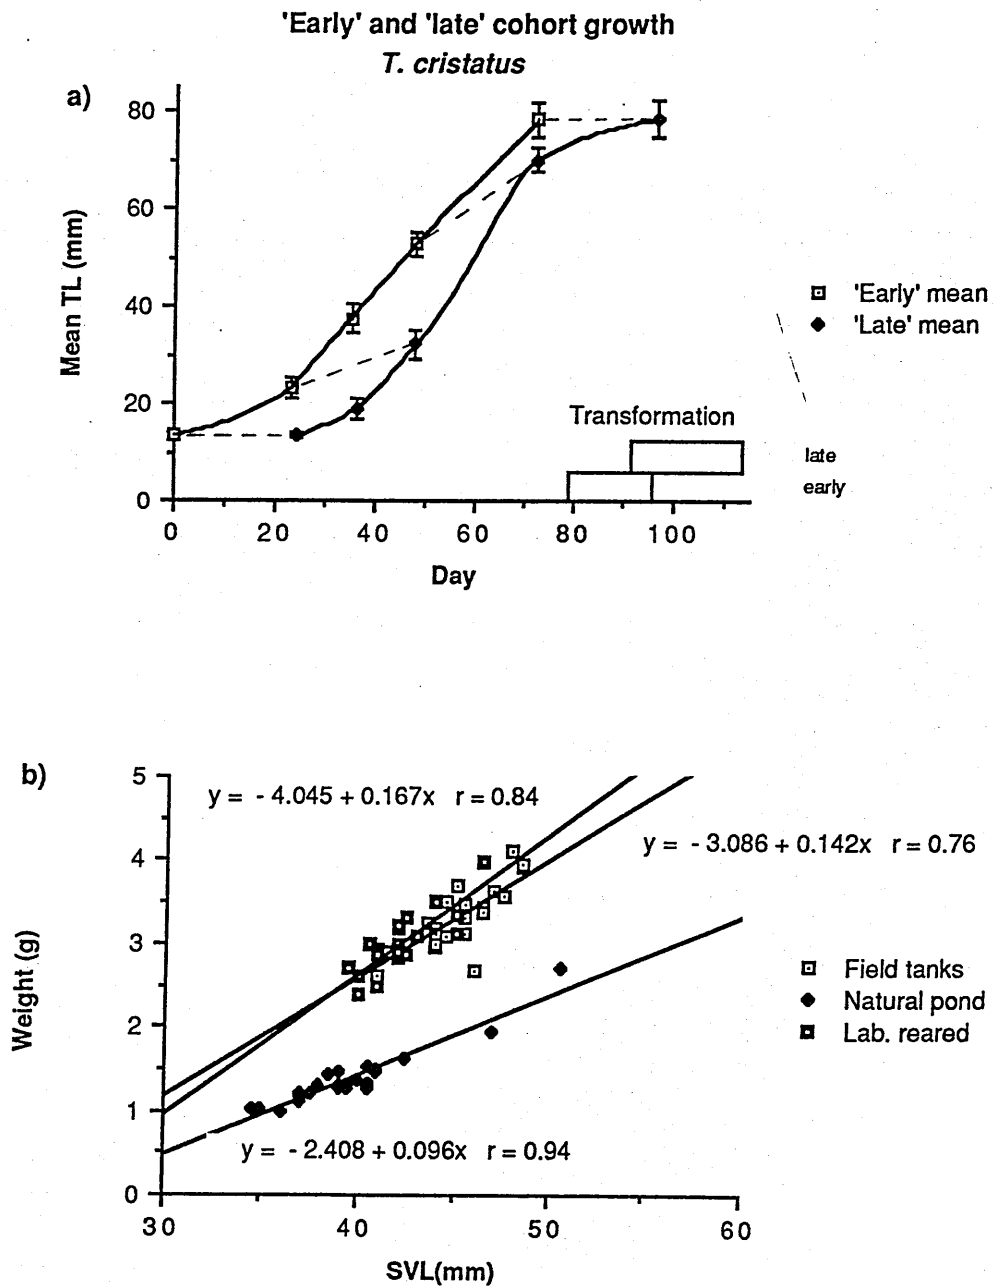 'Early' and 'late' cohort growth
T. cristatus
a)
80
60
40
20
0
Mean TL (mm)
'Early' mean
'Late' mean
Transformation
late
early
0 20 40 60 80 100
Day
b)
5
4
3
2
1
0
Weight (g)
y = - 4.045 + 0.167x r = 0.84
y = - 3.086 + 0.142x r = 0.76
Field tanks
Natural pond
Lab. reared
y = - 2.408 + 0.096x r = 0.94
30 40 50 60
SVL(mm)